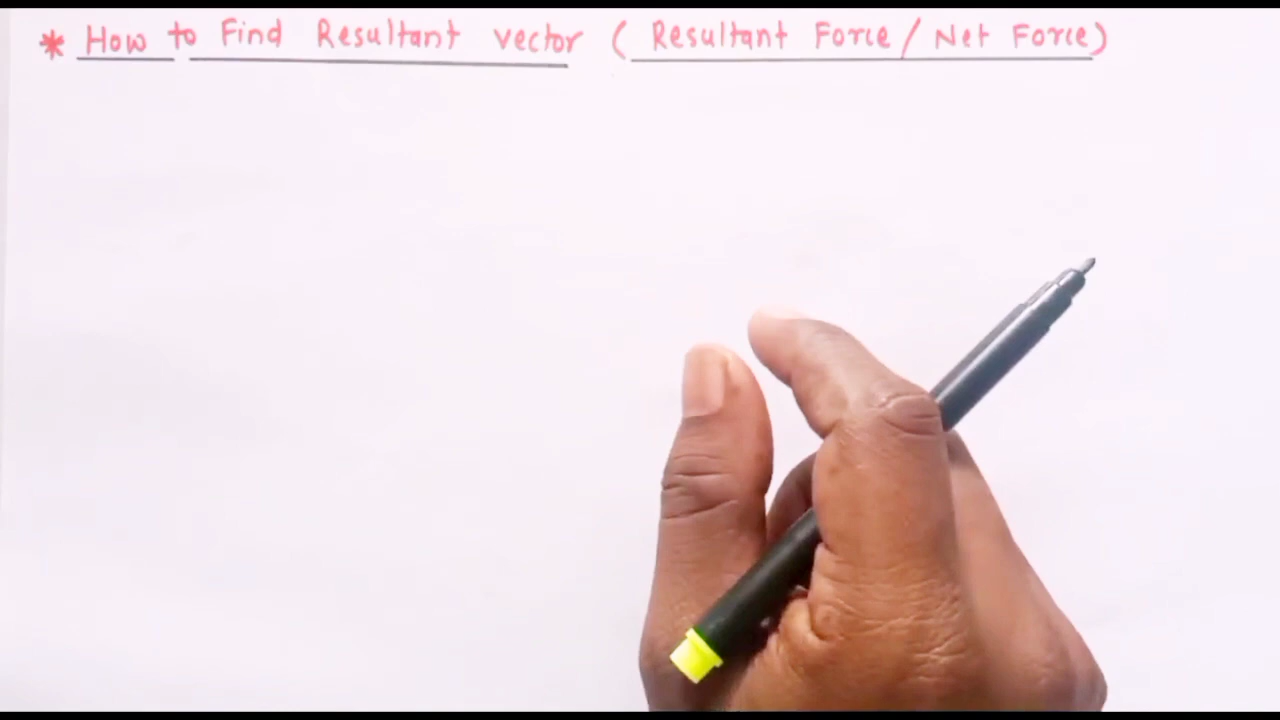 * How to Find Resultant vector ( Resultant Force / Net Force)